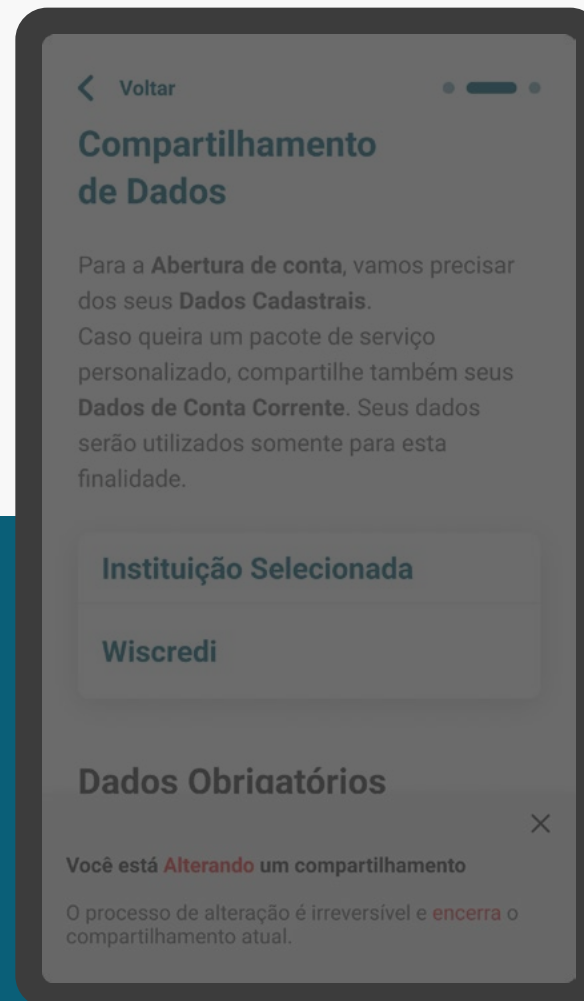 Voltar
Compartilhamento
de Dados
Para a Abertura de conta, vamos precisar
dos seus Dados Cadastrais.
Caso queira um pacote de serviço
personalizado, compartilhe também seus
Dados de Conta Corrente. Seus dados
serão utilizados somente para esta
finalidade.
Instituição Selecionada
Wiscredi
Dados Obrigatórios
Você está Alterando um compartilhamento
O processo de alteração é irreversível e encerra o
compartilhamento atual.